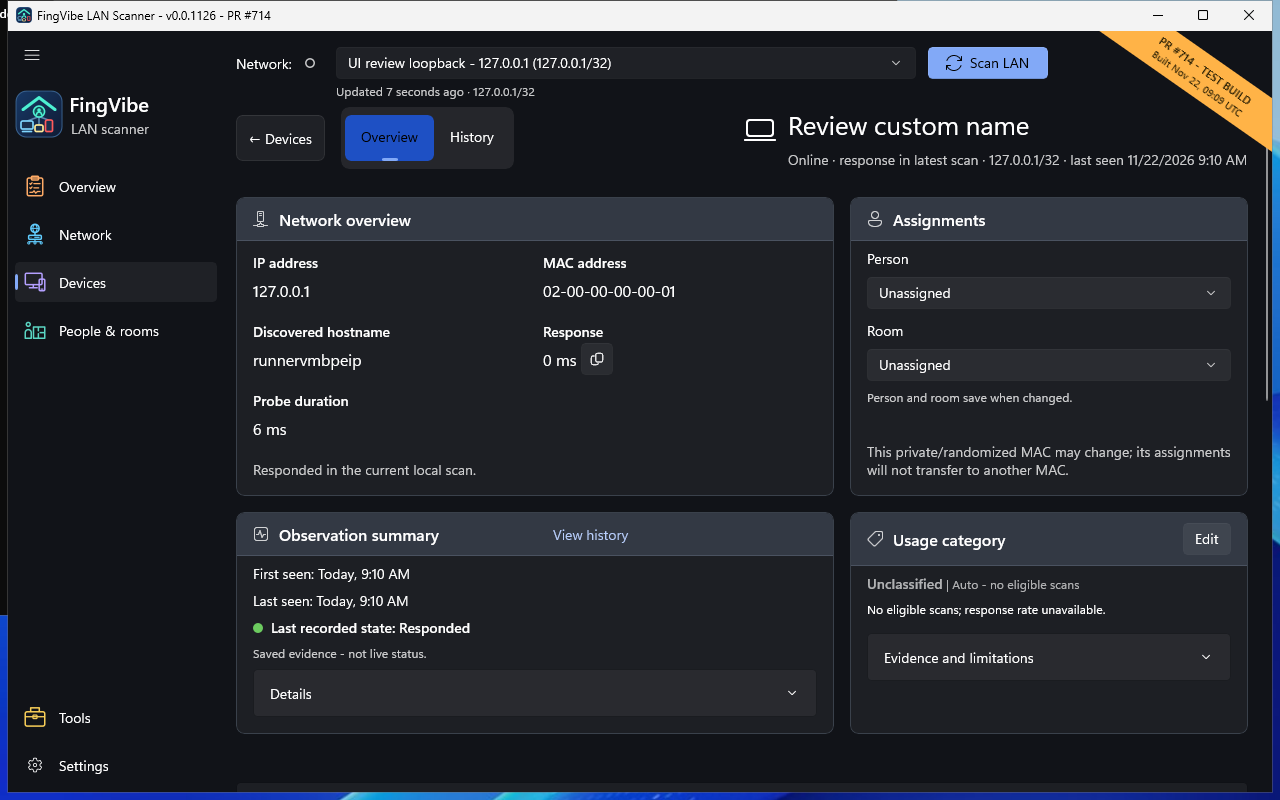 FingVibe LAN Scanner - v0.0.1126 - PR #714
PR #714 - TEST BUILD
Built Nov 22, 09:09 UTC
Network:
UI review loopback - 127.0.0.1 (127.0.0.1/32)
Scan LAN
Updated 7 seconds ago · 127.0.0.1/32
FingVibe
LAN scanner
Overview
Network
Devices
People & rooms
Tools
Settings
← Devices
Overview
History
Review custom name
Online · response in latest scan · 127.0.0.1/32 · last seen 11/22/2026 9:10 AM
Network overview
IP address
127.0.0.1
MAC address
02-00-00-00-00-01
Discovered hostname
runnervmbpeip
Response
0 ms
Probe duration
6 ms
Responded in the current local scan.
Assignments
Person
Unassigned
Room
Unassigned
Person and room save when changed.
This private/randomized MAC may change; its assignments
will not transfer to another MAC.
Observation summary
View history
First seen: Today, 9:10 AM
Last seen: Today, 9:10 AM
Last recorded state: Responded
Saved evidence - not live status.
Details
Usage category
Edit
Unclassified | Auto - no eligible scans
No eligible scans; response rate unavailable.
Evidence and limitations